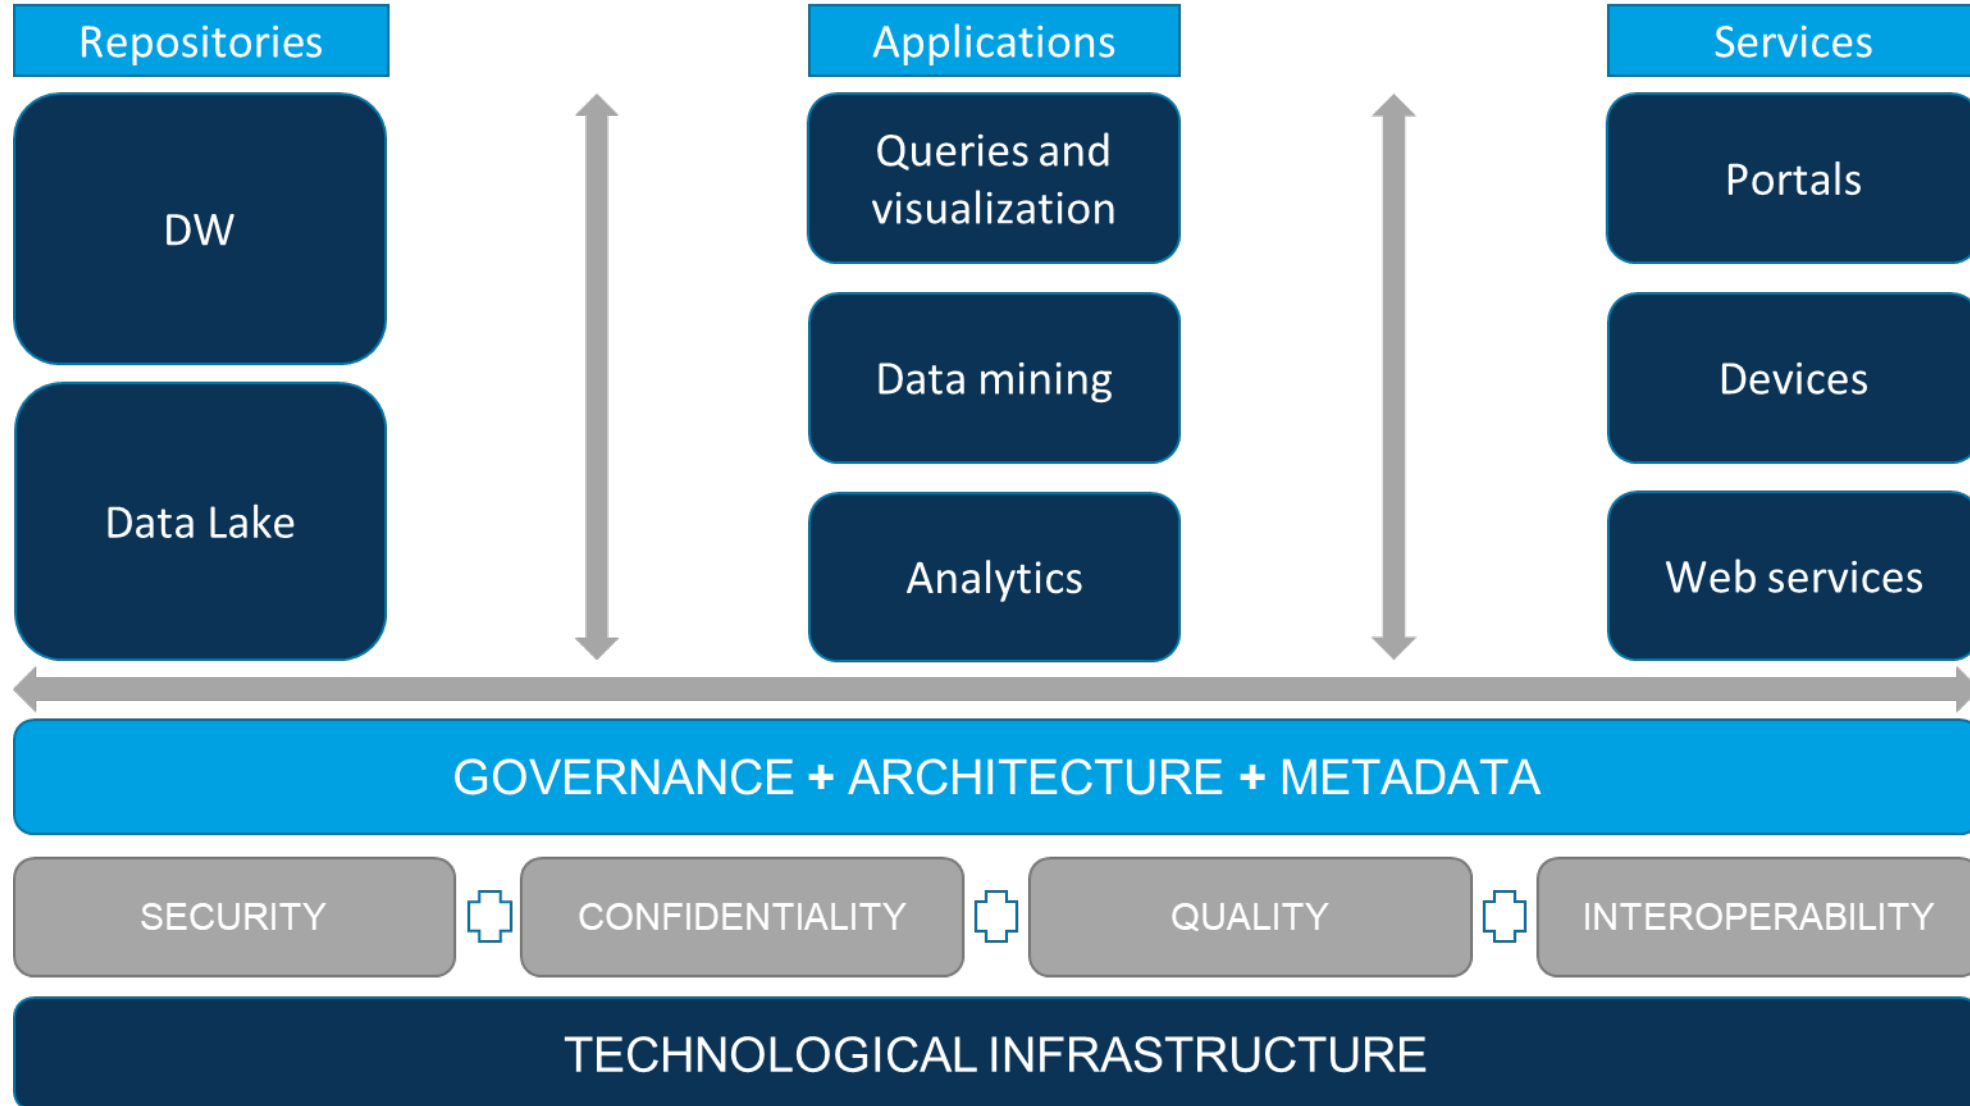 Repositories
Applications
Services
DW
Data Lake
Queries and
visualization
Data mining
Analytics
Portals
Devices
Web services
GOVERNANCE + ARCHITECTURE + METADATA
SECURITY
CONFIDENTIALITY
QUALITY
INTEROPERABILITY
TECHNOLOGICAL INFRASTRUCTURE